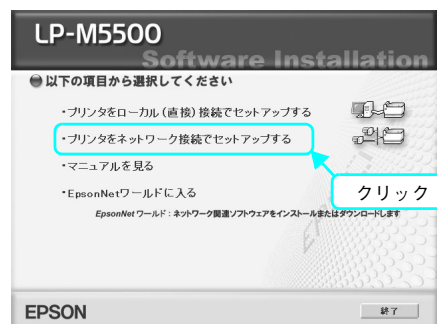 LP-M5500
Software Installation
以下の項目から選択してください
・プリンタをローカル(直接)接続でセットアップする
・プリンタをネットワーク接続でセットアップする
・マニュアルを見る
・EpsonNetワールドに入る
クリック
EpsonNet ワールド：ネットワーク関連ソフトウェアをインストールまたはダウンロードします
EPSON
終了